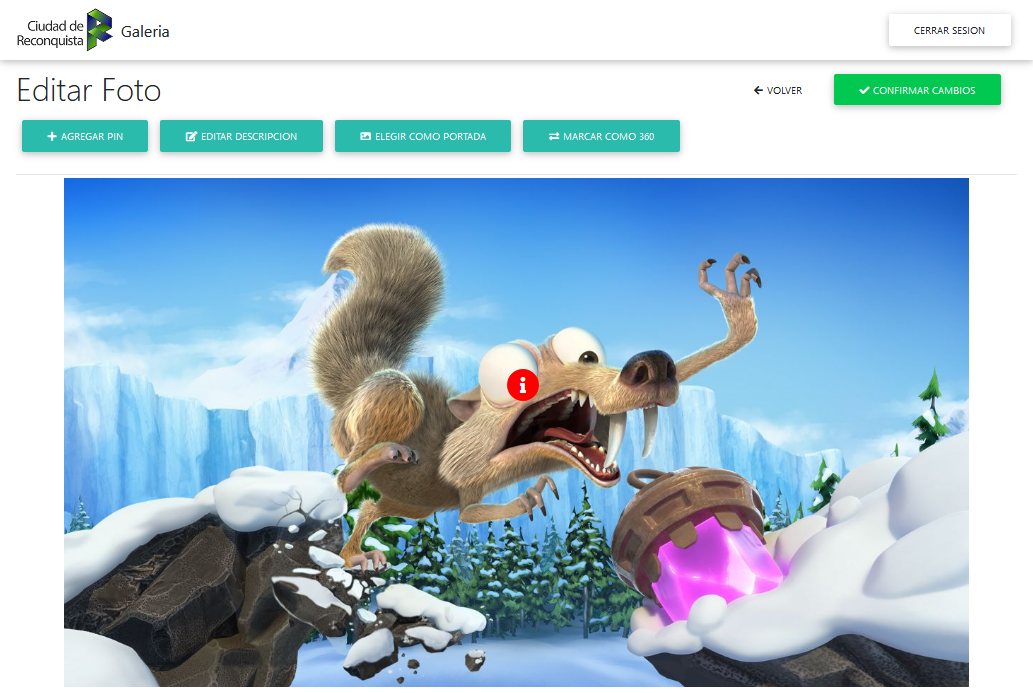 Ciudad de
Reconquista
Galeria
CERRAR SESION
Editar Foto
VOLVER
CONFIRMAR CAMBIOS
AGREGAR PIN
EDITAR DESCRIPCION
ELEGIR COMO PORTADA
MARCAR COMO 360